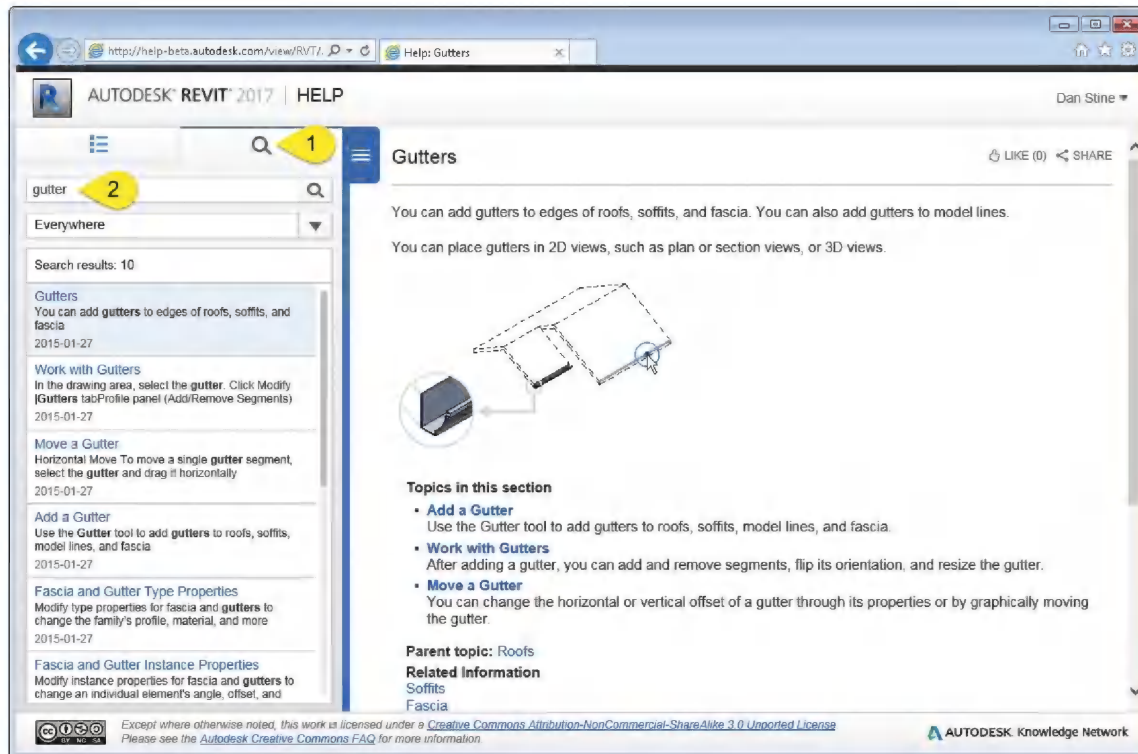 http://help-beta.autodesk.com/view/RVT/.
Help: Gutters
AUTODESK® REVIT® 2017 | HELP
Dan Stine
1
gutter
2
Everywhere
Search results: 10
Gutters
You can add gutters to edges of roofs, soffits, and
fascia
2015-01-27
Work with Gutters
In the drawing area, select the gutter. Click Modify
|Gutters tabProfile panel (Add/Remove Segments)
2015-01-27
Move a Gutter
Horizontal Move To move a single gutter segment,
select the gutter and drag it horizontally
2015-01-27
Add a Gutter
Use the Gutter tool to add gutters to roofs, soffits,
model lines, and fascia
2015-01-27
Fascia and Gutter Type Properties
Modify type properties for fascia and gutters to
change the family's profile, material, and more
2015-01-27
Fascia and Gutter Instance Properties
Modify instance properties for fascia and gutters to
change an individual element's angle, offset, and
Gutters
LIKE (0) SHARE
You can add gutters to edges of roofs, soffits, and fascia. You can also add gutters to model lines.
You can place gutters in 2D views, such as plan or section views, or 3D views.
Topics in this section
• Add a Gutter
Use the Gutter tool to add gutters to roofs, soffits, model lines, and fascia.
• Work with Gutters
After adding a gutter, you can add and remove segments, flip its orientation, and resize the gutter.
• Move a Gutter
You can change the horizontal or vertical offset of a gutter through its properties or by graphically moving
the gutter.
Parent topic: Roofs
Related Information
Soffits
Fascia
cc BY NC SA
Except where otherwise noted, this work is licensed under a Creative Commons Attribution-NonCommercial-ShareAlike 3.0 Unported License
Please see the Autodesk Creative Commons FAQ for more information.
AUTODESK Knowledge Network